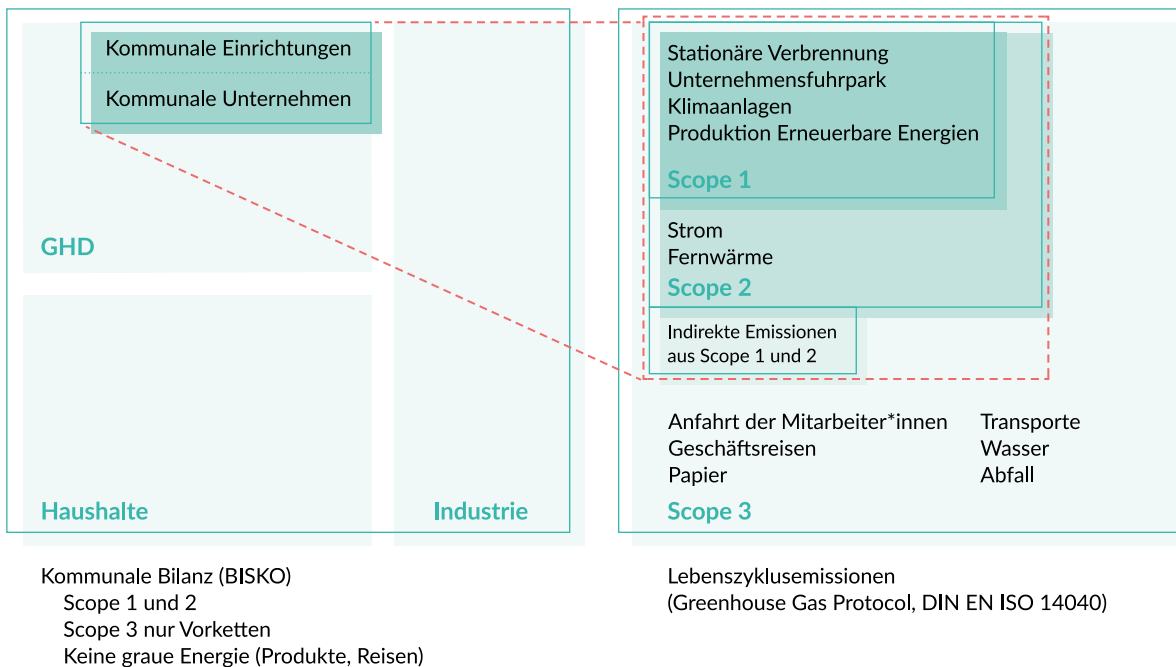 Kommunale Einrichtungen
Kommunale Unternehmen
GHD
Haushalte
Industrie
Kommunale Bilanz (BISKO)
Scope 1 und 2
Scope 3 nur Vorketten
Keine graue Energie (Produkte, Reisen)
Stationäre Verbrennung
Unternehmensfuhrpark
Klimaanlagen
Produktion Erneuerbare Energien
Scope 1
Strom
Fernwärme
Scope 2
Indirekte Emissionen
aus Scope 1 und 2
Anfahrt der Mitarbeiter*innen
Geschäftsreisen
Papier
Transporte
Wasser
Abfall
Scope 3
Lebenszyklusemissionen
(Greenhouse Gas Protocol, DIN EN ISO 14040)